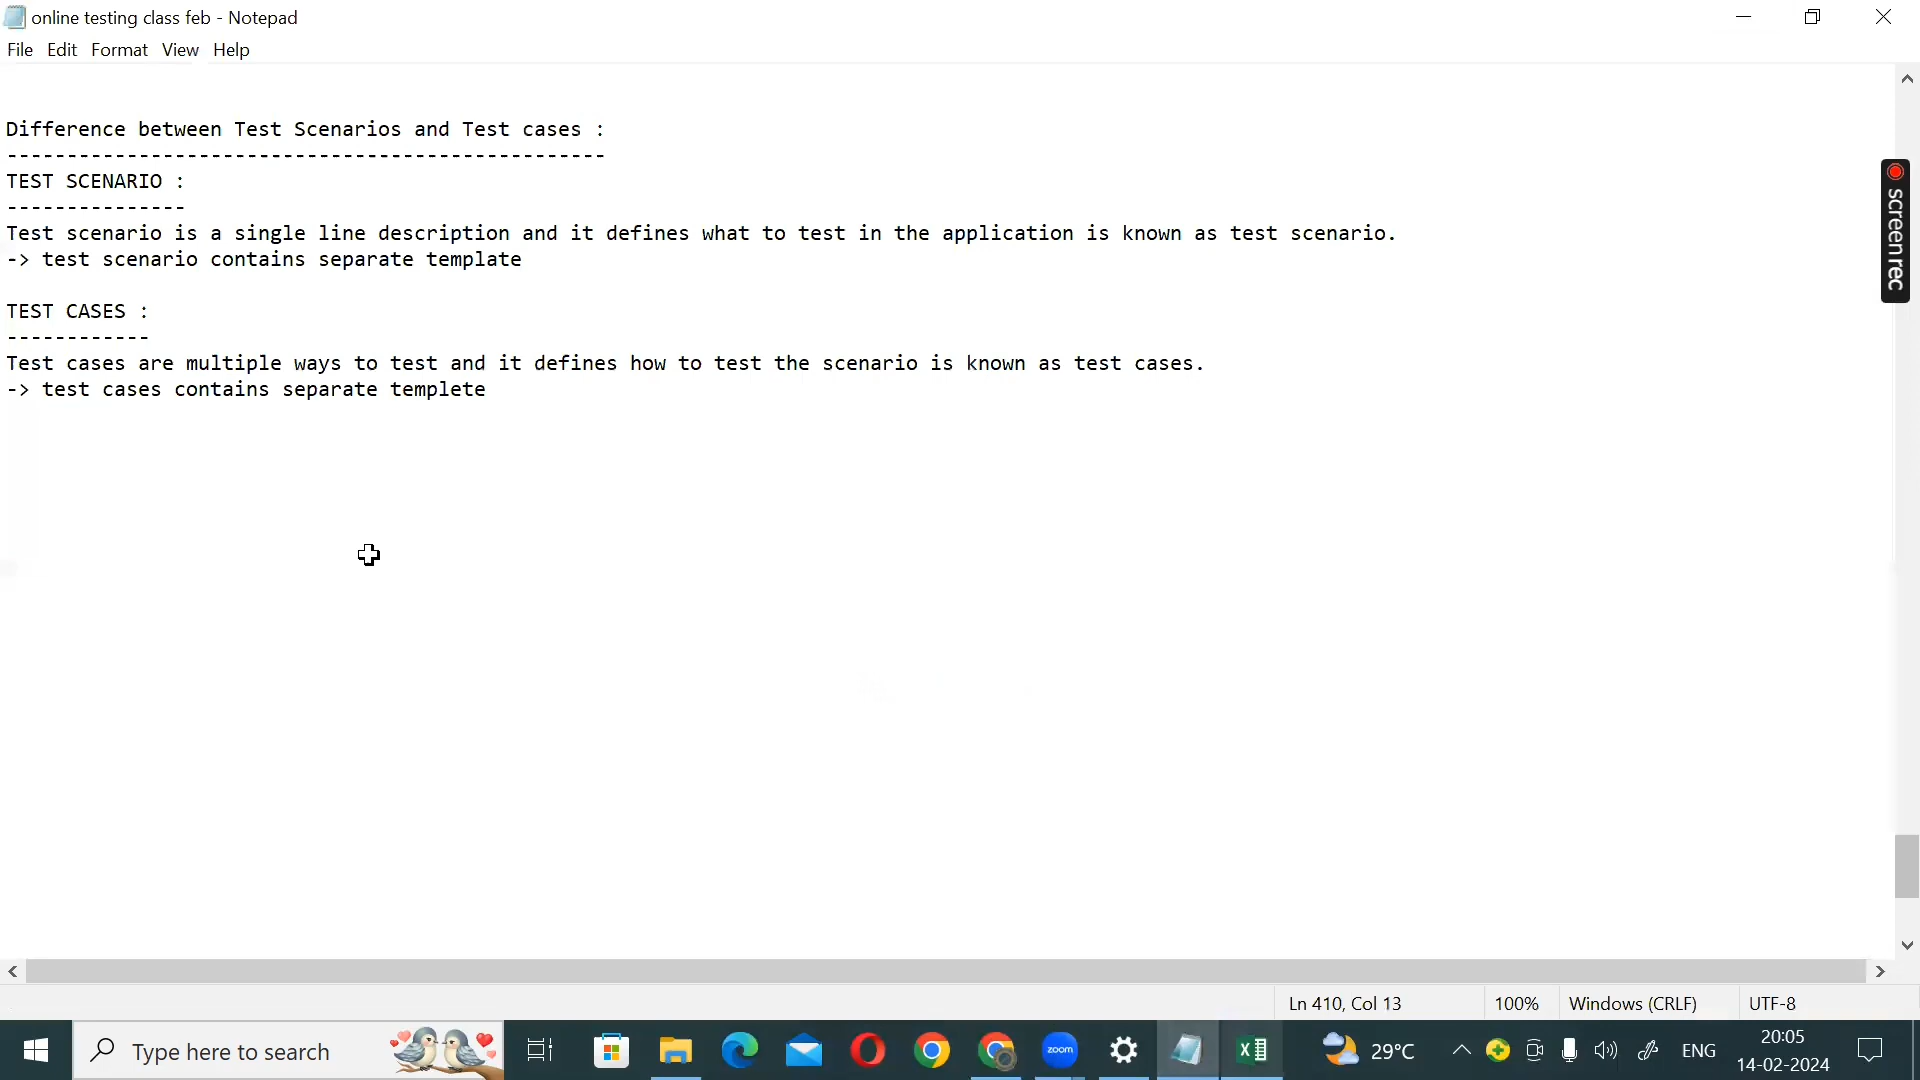 online testing class feb - Notepad
File Edit Format View Help
Difference between Test Scenarios and Test cases :
--------------------------------------------------
TEST SCENARIO :
---------------
Test scenario is a single line description and it defines what to test in the application is known as test scenario.
-> test scenario contains separate template
TEST CASES :
------------
Test cases are multiple ways to test and it defines how to test the scenario is known as test cases.
-> test cases contains separate templete
screenrec
Ln 410, Col 13 100% Windows (CRLF) UTF-8
Type here to search
zoom
29°C
ENG
20:05
14-02-2024